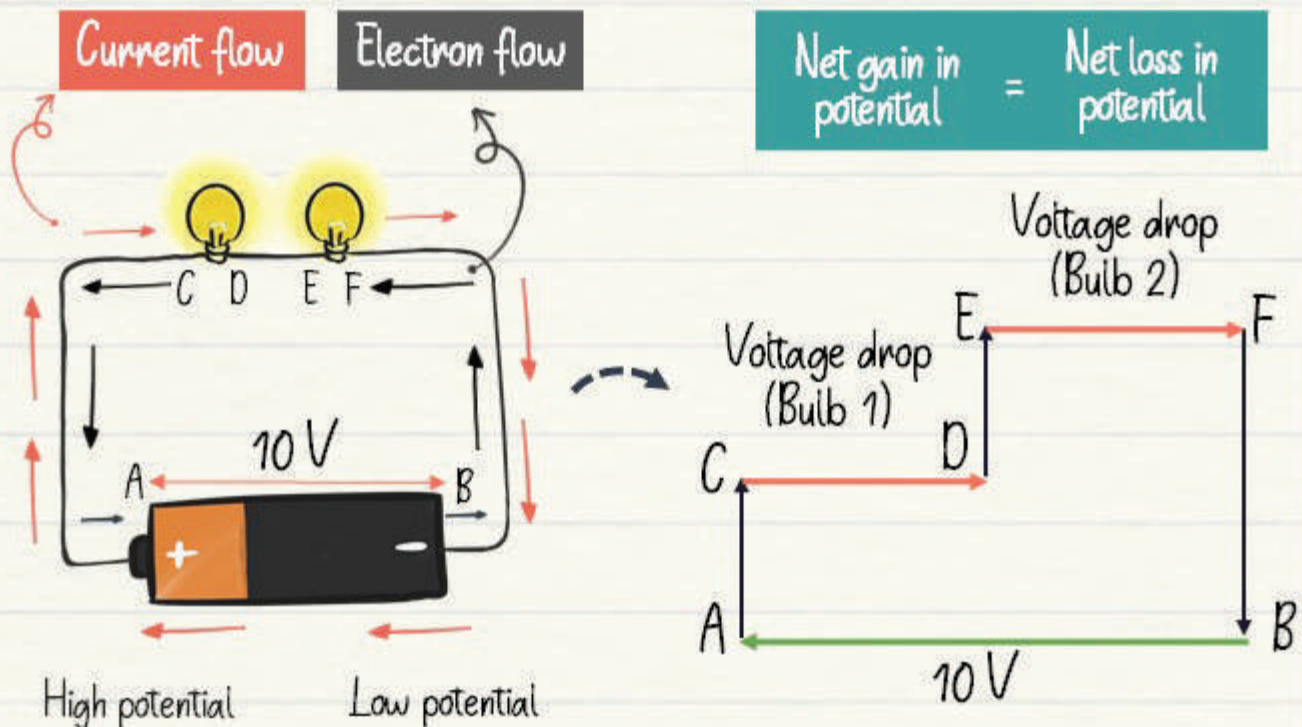 Current flow
Electron flow
Net gain in
potential
=
Net loss in
potential
C D E F
10 V
A
B
+
−
High potential
Low potential
Voltage drop
(Bulb 2)
E
F
Voltage drop
(Bulb 1)
C
D
A
B
10 V